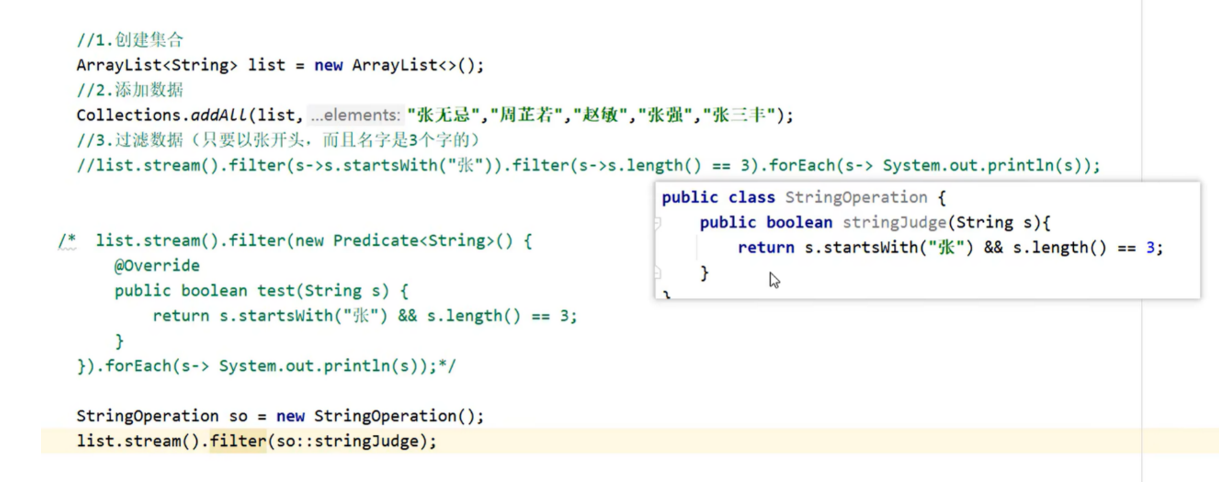 //1.创建集合
ArrayList<String> list = new ArrayList<>();
//2.添加数据
Collections.addAll(list, ...elements: "张无忌","周芷若","赵敏","张强","张三丰");
//3.过滤数据（只要以张开头，而且名字是3个字的）
//list.stream().filter(s->s.startsWith("张")).filter(s->s.length() == 3).forEach(s-> System.out.println(s));
/* list.stream().filter(new Predicate<String>() {
@Override
public boolean test(String s) {
return s.startsWith("张") && s.length() == 3;
}
}).forEach(s-> System.out.println(s));*/
StringOperation so = new StringOperation();
list.stream().filter(so::stringJudge);
public class StringOperation {
public boolean stringJudge(String s){
return s.startsWith("张") && s.length() == 3;
}
}